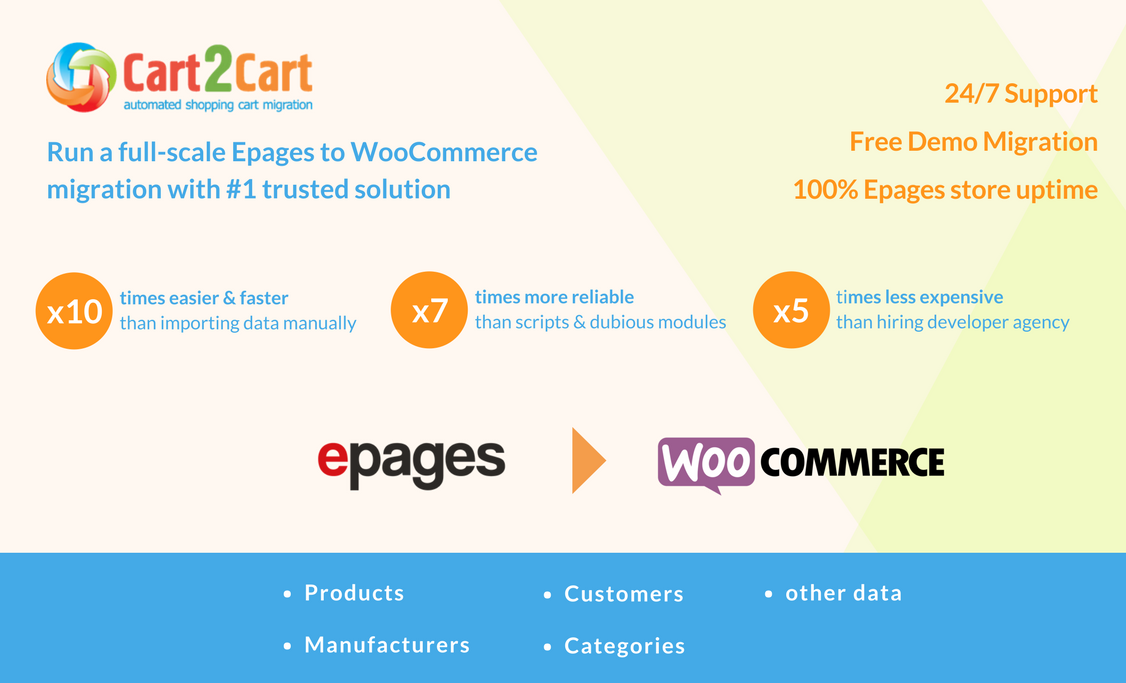 Cart2Cart
automated shopping cart migration
Run a full-scale Epages to WooCommerce
migration with #1 trusted solution
24/7 Support
Free Demo Migration
100% Epages store uptime
x10
times easier & faster
than importing data manually
x7
times more reliable
than scripts & dubious modules
x5
times less expensive
than hiring developer agency
epages
WOO COMMERCE
• Products
• Manufacturers
• Customers
• Categories
• other data